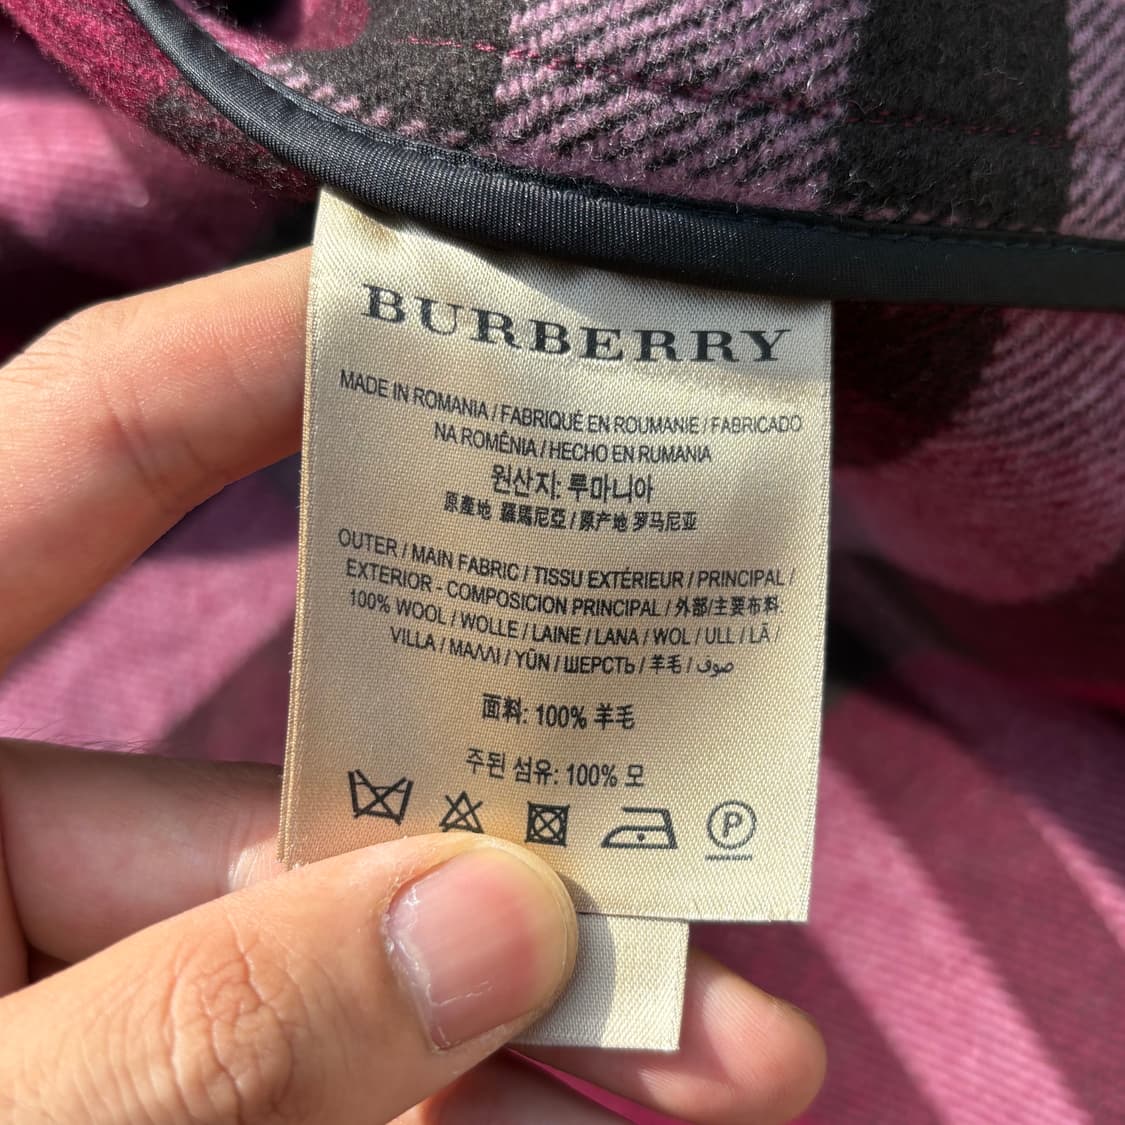 BURBERRY
MADE IN ROMANIA / FABRIQUÉ EN ROUMANIE / FABRICADO
NA ROMÊNIA / HECHO EN RUMANIA
원산지: 루마니아
原產地 羅馬尼亞 / 原产地 罗马尼亚
OUTER / MAIN FABRIC / TISSU EXTÉRIEUR / PRINCIPAL /
EXTERIOR - COMPOSICION PRINCIPAL / 外部/主要布料
100% WOOL / WOLLE / LAINE / LANA / WOL / ULL / LÃ /
VILLA / ΜΑΛΛΙ / YÜN / ШЕРСТЬ / 羊毛 / صوف
面料: 100% 羊毛
주된 섬유: 100% 모
P